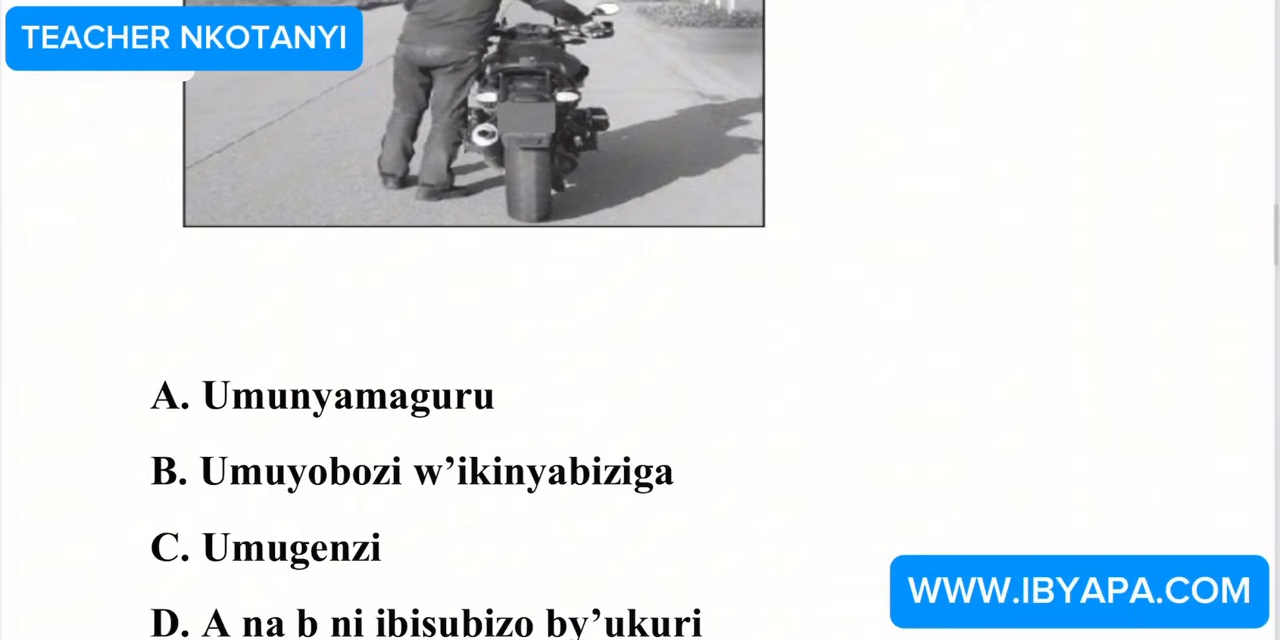 TEACHER NKOTANYI
A. Umunyamaguru
B. Umuyobozi w’ikinyabiziga
C. Umugenzi
WWW.IBYAPA.COM
D. A na b ni ibisubizo by’ukuri